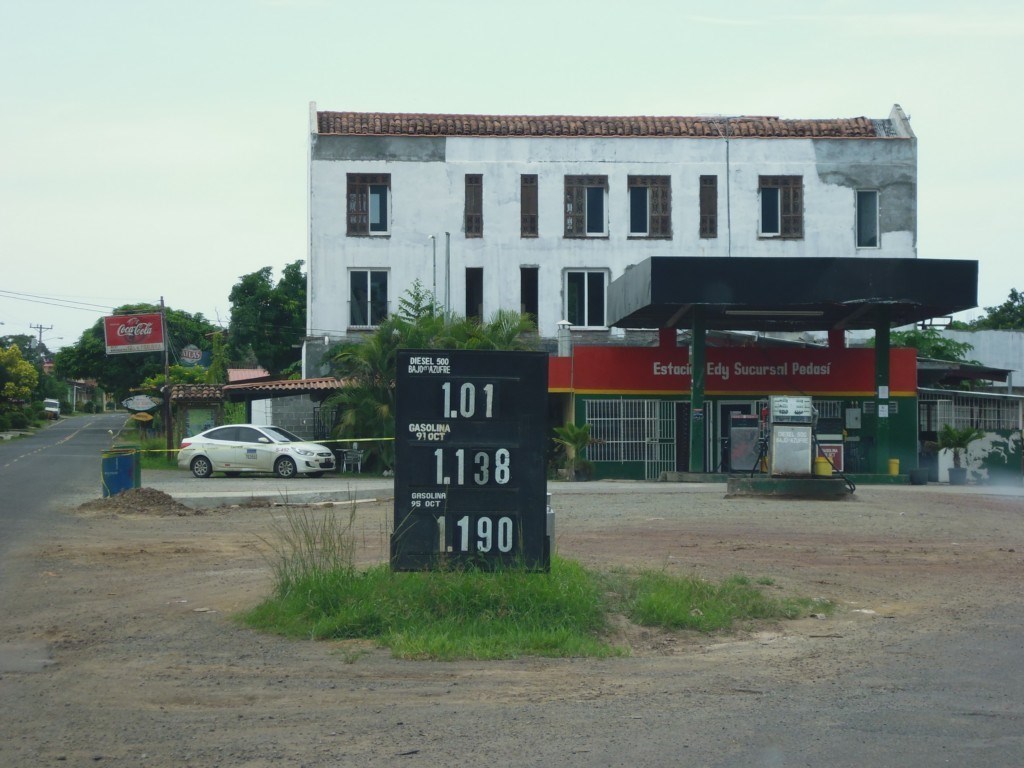 Coca-Cola
Estación Edy Sucursal Pedasí
DIESEL 500
BAJO EN AZUFRE
1.01
GASOLINA
91 OCT
1.138
GASOLINA
95 OCT
1.190